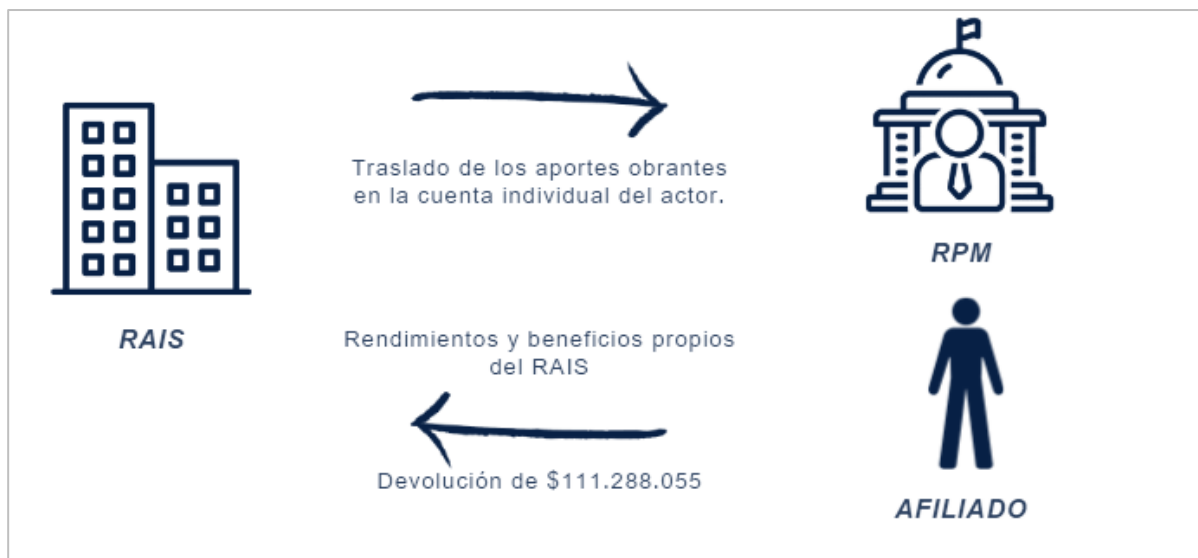 Traslado de los aportes obrantes
en la cuenta individual del actor.
RPM
RAIS
Rendimientos y beneficios propios
del RAIS
Devolución de $111.288.055
AFILIADO